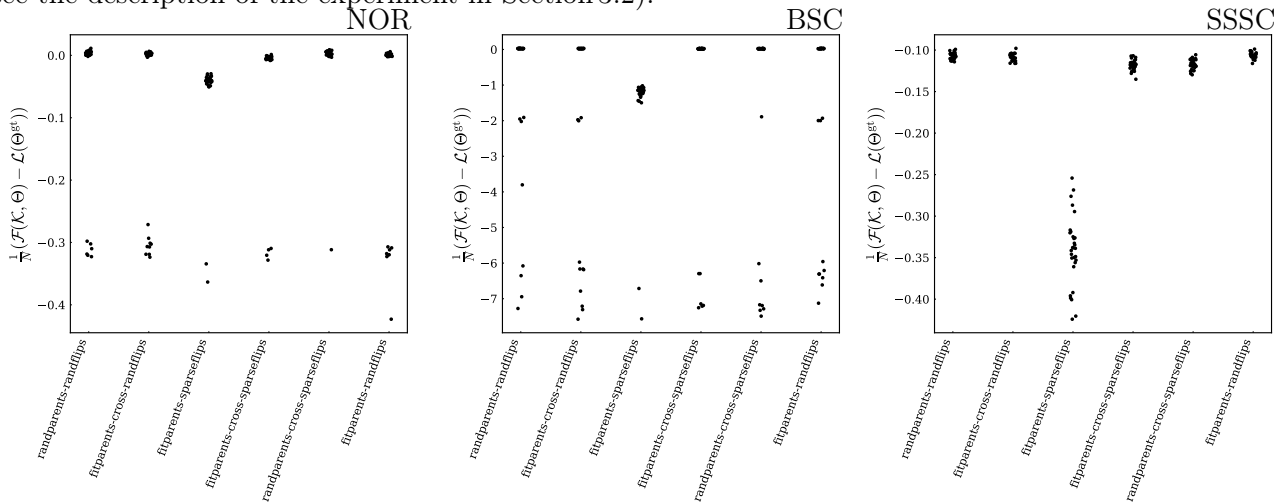 see the description of the experiment in Section 3.2).
NOR
BSC
SSSC
0.0
−0.1
−0.2
−0.3
−0.4
1/N (F(K, Θ) − L(Θ^gt))
randparents-randflips
fitparents-cross-randflips
fitparents-sparseflips
fitparents-cross-sparseflips
randparents-cross-sparseflips
fitparents-randflips
0
−1
−2
−3
−4
−5
−6
−7
1/N (F(K, Θ) − L(Θ^gt))
randparents-randflips
fitparents-cross-randflips
fitparents-sparseflips
fitparents-cross-sparseflips
randparents-cross-sparseflips
fitparents-randflips
−0.10
−0.15
−0.20
−0.25
−0.30
−0.35
−0.40
1/N (F(K, Θ) − L(Θ^gt))
randparents-randflips
fitparents-cross-randflips
fitparents-sparseflips
fitparents-cross-sparseflips
randparents-cross-sparseflips
fitparents-randflips